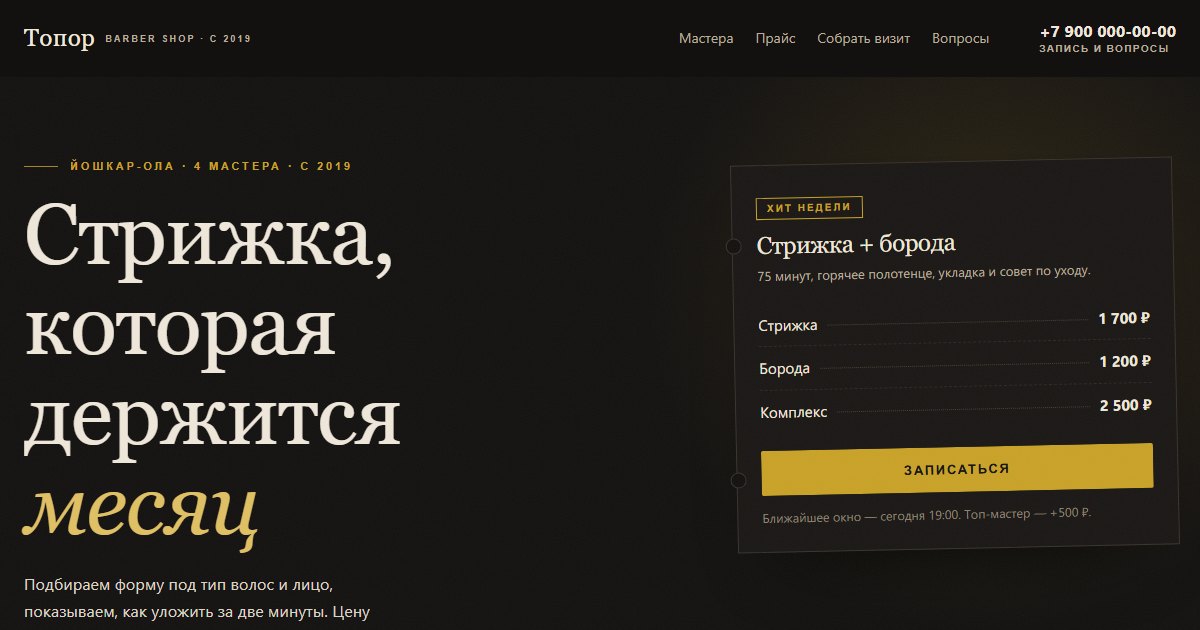 Топор BARBER SHOP · С 2019
Мастера Прайс Собрать визит Вопросы
+7 900 000-00-00
ЗАПИСЬ И ВОПРОСЫ
ЙОШКАР-ОЛА · 4 МАСТЕРА · С 2019
Стрижка,
которая
держится
месяц
Подбираем форму под тип волос и лицо,
показываем, как уложить за две минуты. Цену
ХИТ НЕДЕЛИ
Стрижка + борода
75 минут, горячее полотенце, укладка и совет по уходу.
Стрижка 1 700 ₽
Борода 1 200 ₽
Комплекс 2 500 ₽
ЗАПИСАТЬСЯ
Ближайшее окно — сегодня 19:00. Топ-мастер — +500 ₽.